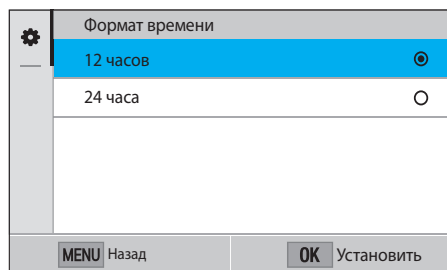 Формат времени
12 часов
24 часа
MENU Назад
OK Установить